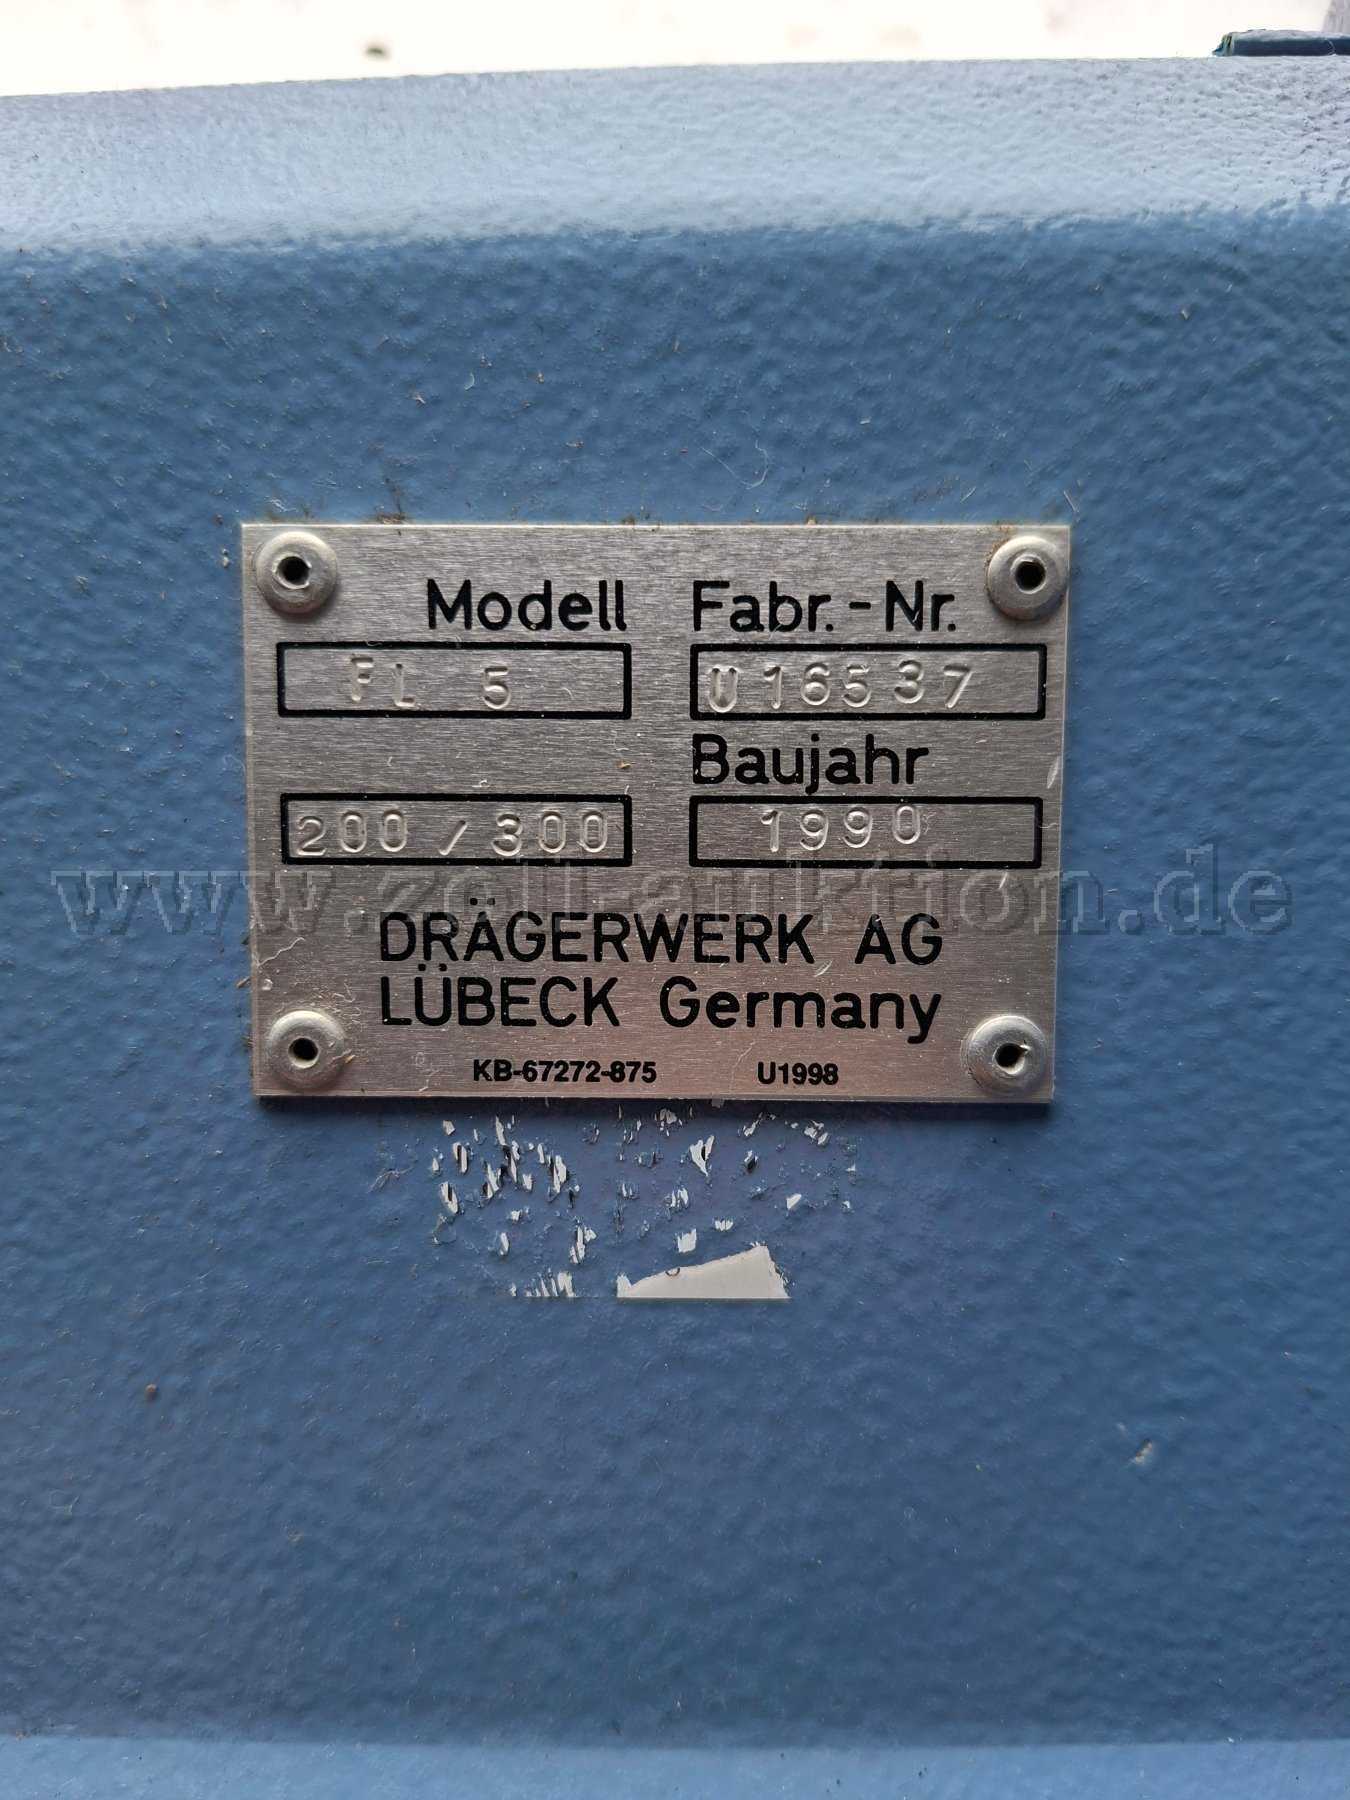 Modell Fabr.-Nr.
FL 5 U16537
Baujahr
200/300 1990
www.zoll-auktion.de
DRÄGERWERK AG
LÜBECK Germany
KB-67272-875 U1998